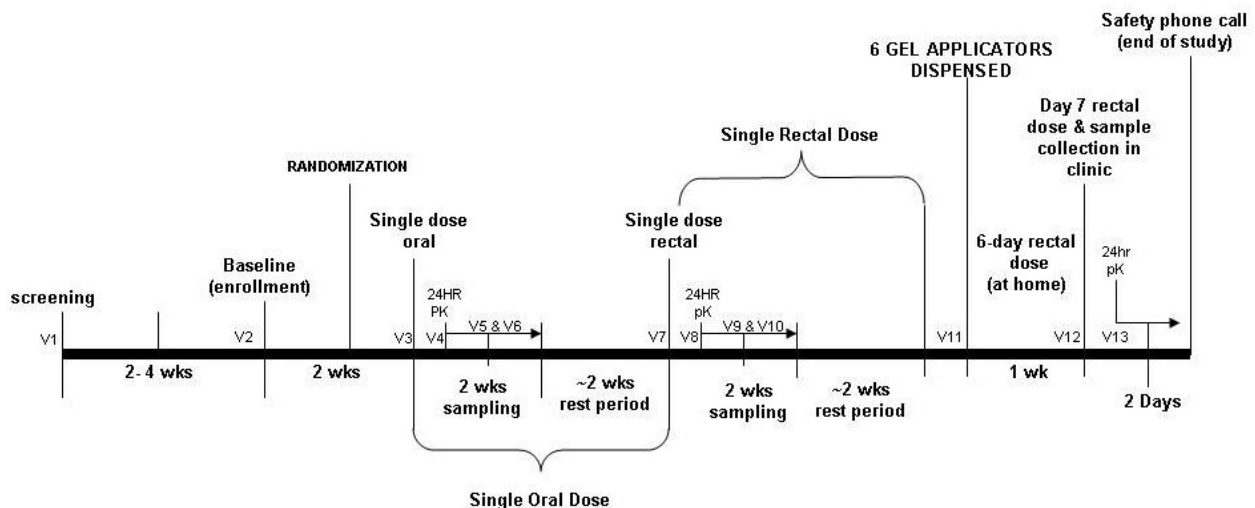 Safety phone call
(end of study)
6 GEL APPLICATORS
DISPENSED
Day 7 rectal
dose & sample
collection in
clinic
Single Rectal Dose
RANDOMIZATION
Single dose
oral
Single dose
rectal
6-day rectal
dose
(at home)
24hr
pK
Baseline
(enrollment)
screening
24HR
PK
24HR
pK
V1
V2
V3
V4
V5 & V6
V7
V8
V9 & V10
V11
V12
V13
2- 4 wks
2 wks
2 wks
sampling
~2 wks
rest period
2 wks
sampling
~2 wks
rest period
1 wk
2 Days
Single Oral Dose